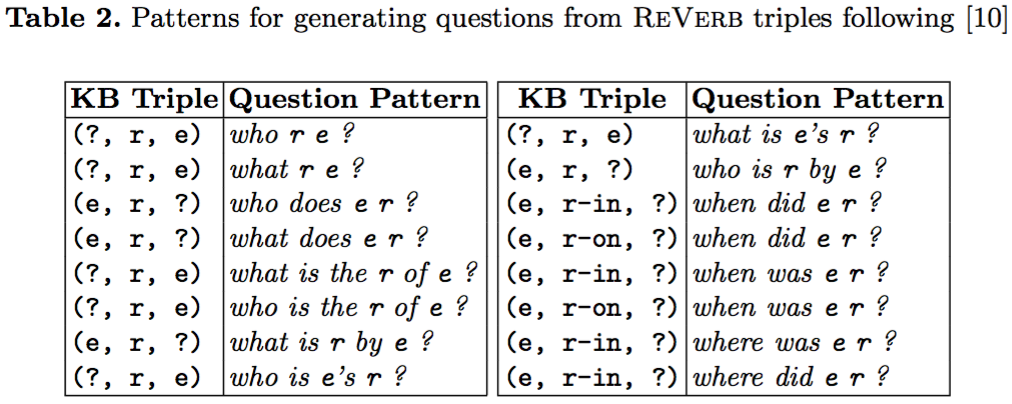 Table 2. Patterns for generating questions from REVERB triples following [10]
KB Triple Question Pattern KB Triple Question Pattern
(?, r, e) who r e ? (?, r, e) what is e's r ?
(?, r, e) what r e ? (e, r, ?) who is r by e ?
(e, r, ?) who does e r ? (e, r-in, ?) when did e r ?
(e, r, ?) what does e r ? (e, r-on, ?) when did e r ?
(?, r, e) what is the r of e ? (e, r-in, ?) when was e r ?
(?, r, e) who is the r of e ? (e, r-on, ?) when was e r ?
(e, r, ?) what is r by e ? (e, r-in, ?) where was e r ?
(?, r, e) who is e's r ? (e, r-in, ?) where did e r ?